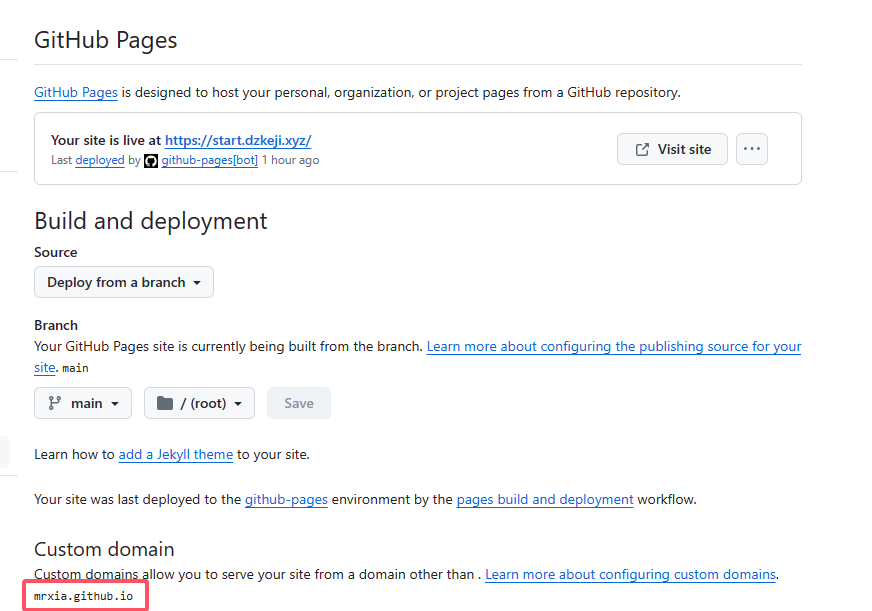 GitHub Pages
GitHub Pages is designed to host your personal, organization, or project pages from a GitHub repository.
Your site is live at https://start.dzkeji.xyz/
Last deployed by github-pages[bot] 1 hour ago
Visit site
Build and deployment
Source
Deploy from a branch
Branch
Your GitHub Pages site is currently being built from the branch. Learn more about configuring the publishing source for your
site. main
main / (root) Save
Learn how to add a Jekyll theme to your site.
Your site was last deployed to the github-pages environment by the pages build and deployment workflow.
Custom domain
Custom domains allow you to serve your site from a domain other than . Learn more about configuring custom domains.
mrxia.github.io